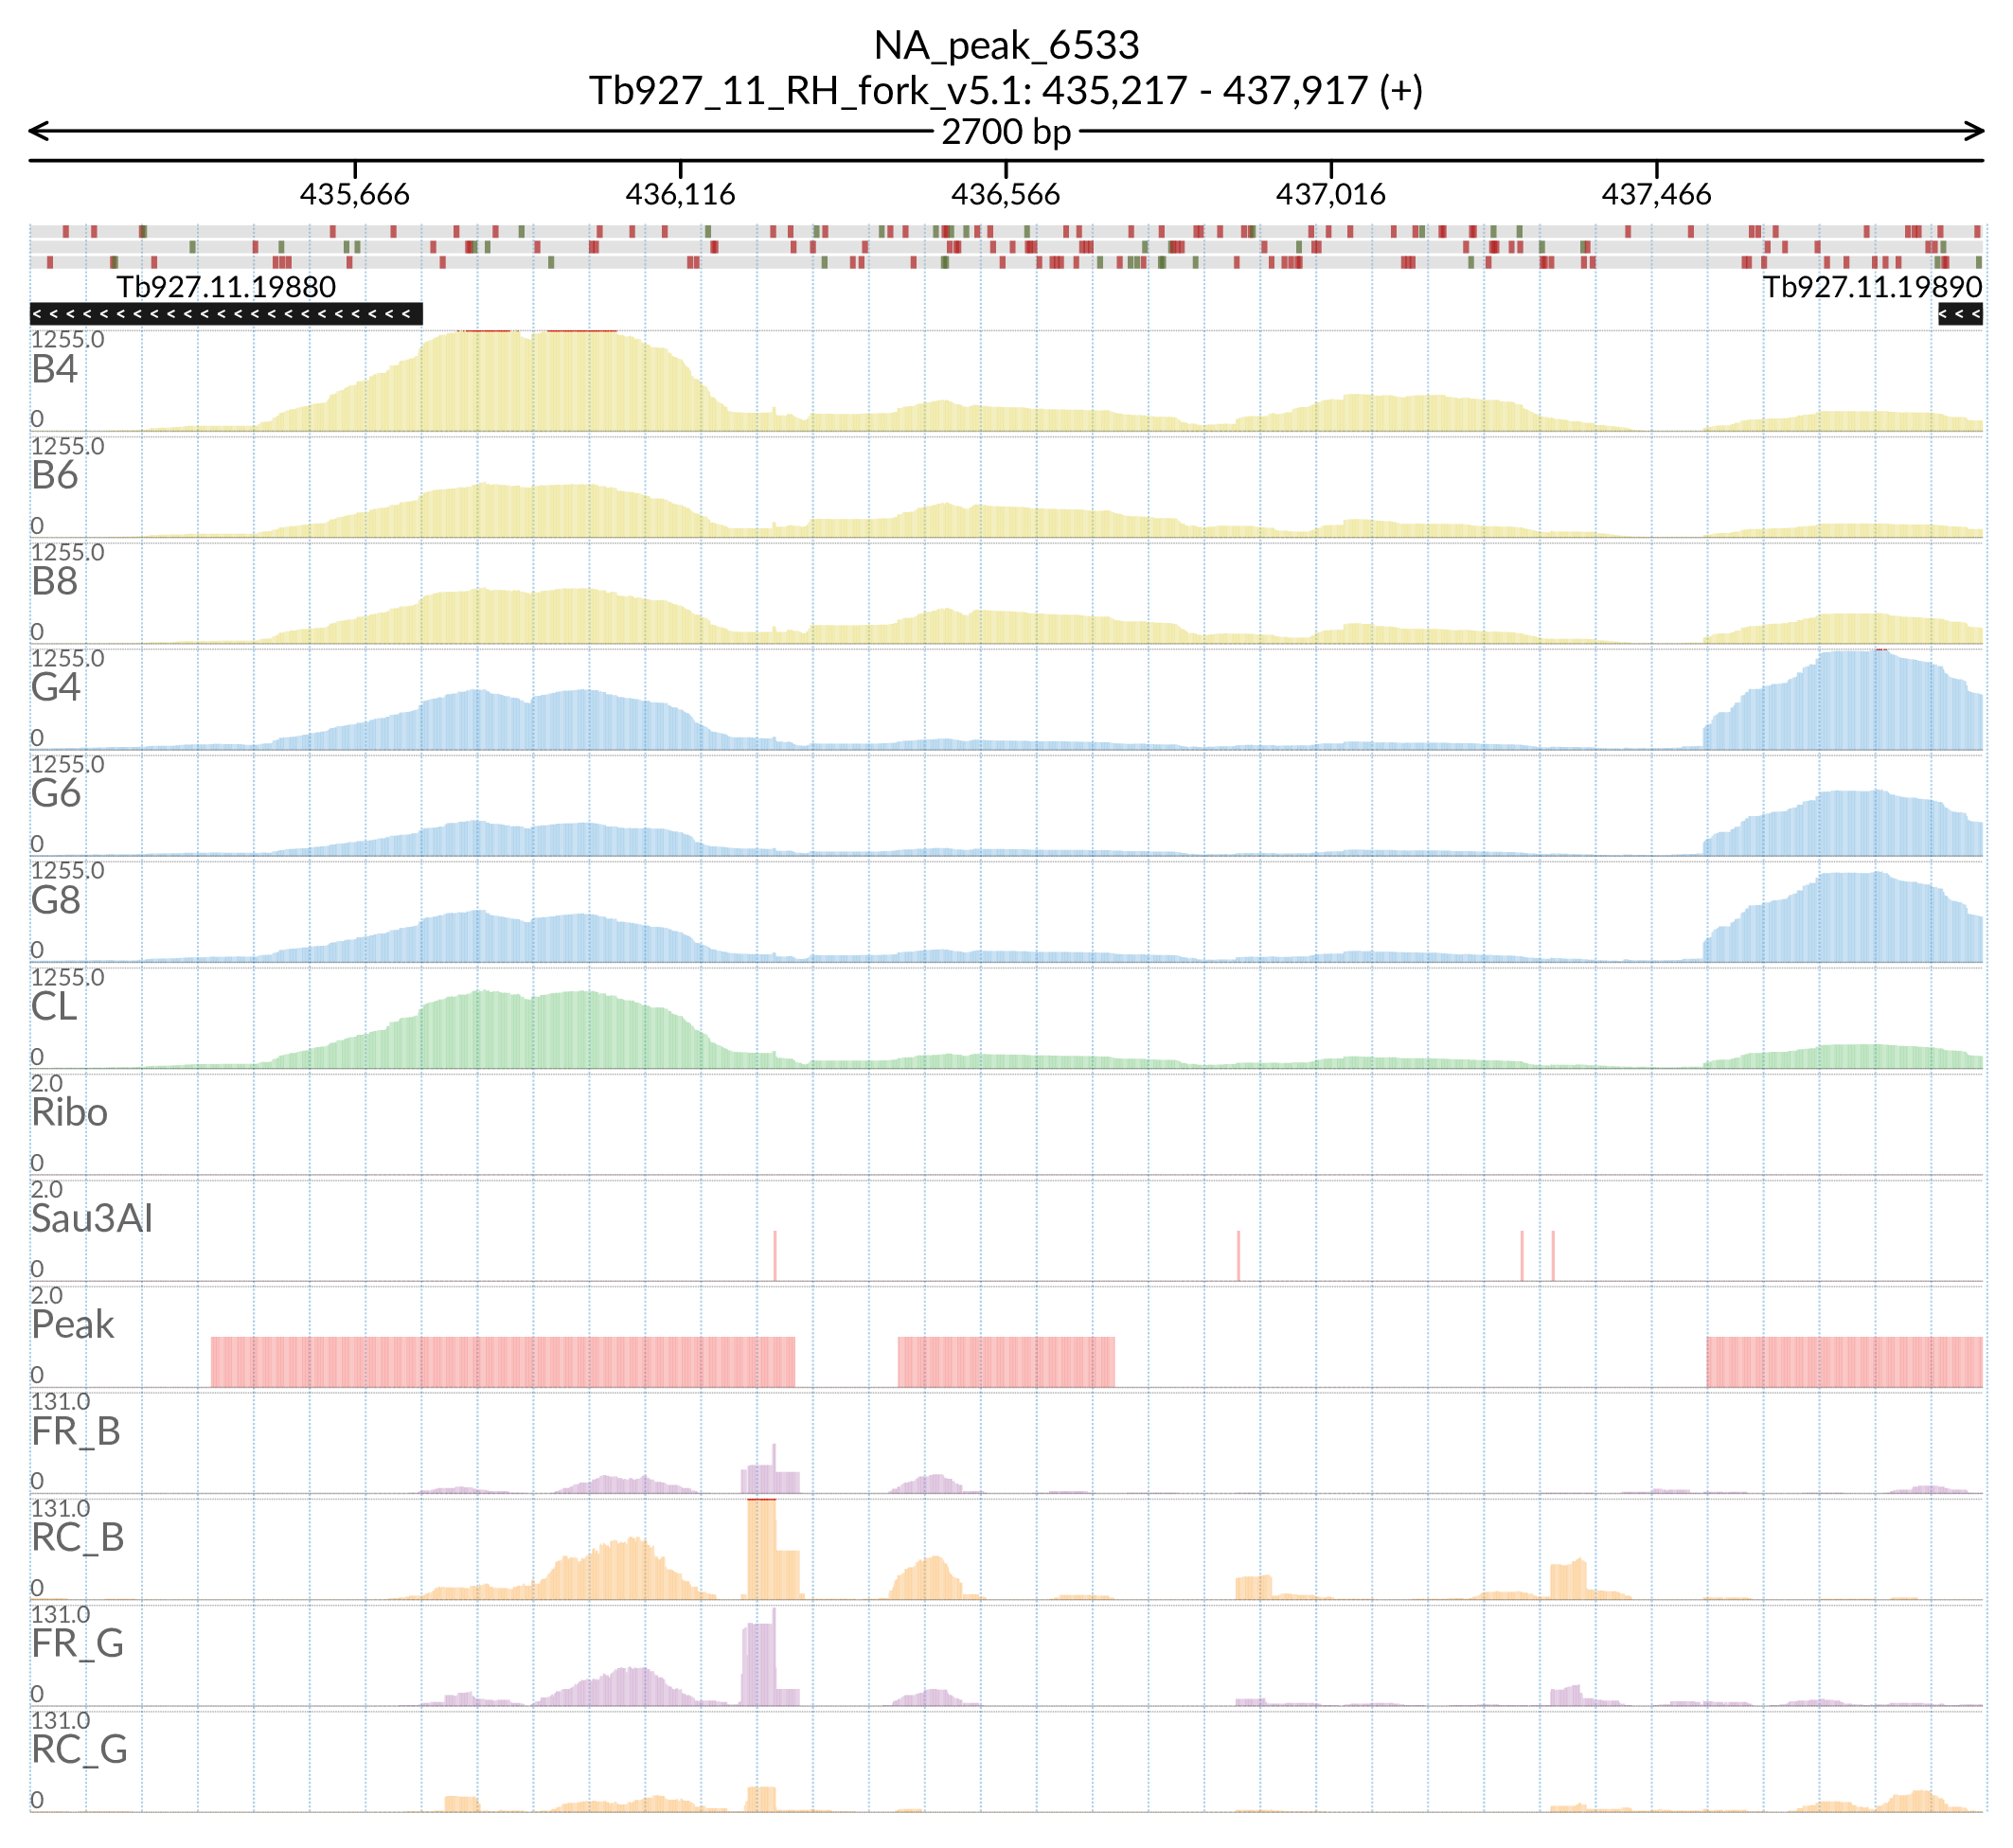 NA_peak_6533
Tb927_11_RH_fork_v5.1: 435,217 - 437,917 (+)
2700 bp
435,666 436,116 436,566 437,016 437,466
Tb927.11.19880 Tb927.11.19890
1255.0
B4
0
1255.0
B6
0
1255.0
B8
0
1255.0
G4
0
1255.0
G6
0
1255.0
G8
0
1255.0
CL
0
2.0
Ribo
0
2.0
Sau3AI
0
2.0
Peak
0
131.0
FR_B
0
131.0
RC_B
0
131.0
FR_G
0
131.0
RC_G
0